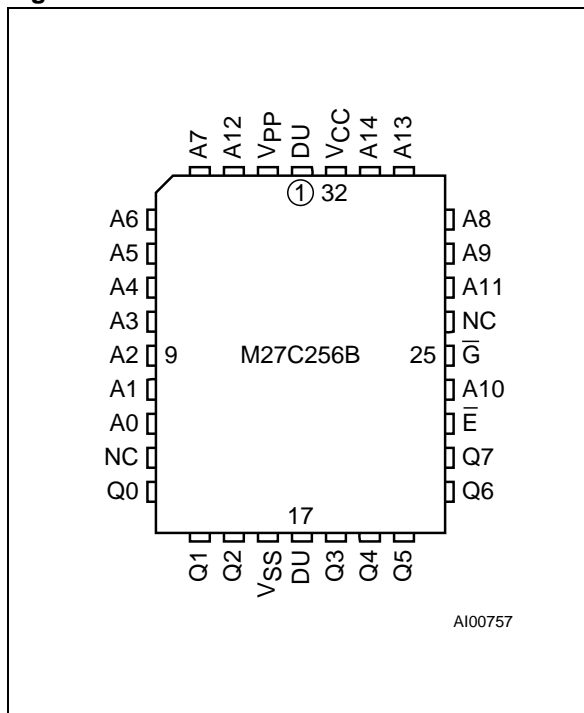 A7 A12 VPP DU VCC A14 A13
1 32
A6 A8
A5 A9
A4 A11
A3 NC
A2 9 M27C256B 25 G̅
A1 A10
A0 E̅
NC Q7
Q0 Q6
17
Q1 Q2 VSS DU Q3 Q4 Q5
AI00757